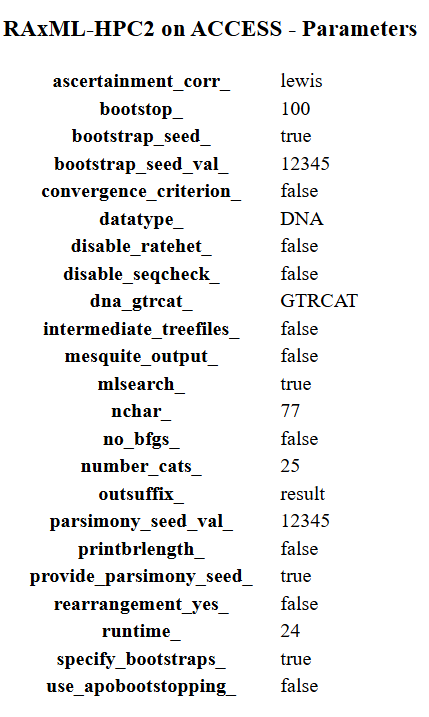 RAxML-HPC2 on ACCESS - Parameters
ascertainment_corr_ lewis
bootstop_ 100
bootstrap_seed_ true
bootstrap_seed_val_ 12345
convergence_criterion_ false
datatype_ DNA
disable_ratehet_ false
disable_seqcheck_ false
dna_gtrcat_ GTRCAT
intermediate_treefiles_ false
mesquite_output_ false
mlsearch_ true
nchar_ 77
no_bfgs_ false
number_cats_ 25
outsuffix_ result
parsimony_seed_val_ 12345
printbrlength_ false
provide_parsimony_seed_ true
rearrangement_yes_ false
runtime_ 24
specify_bootstraps_ true
use_apobootstopping_ false